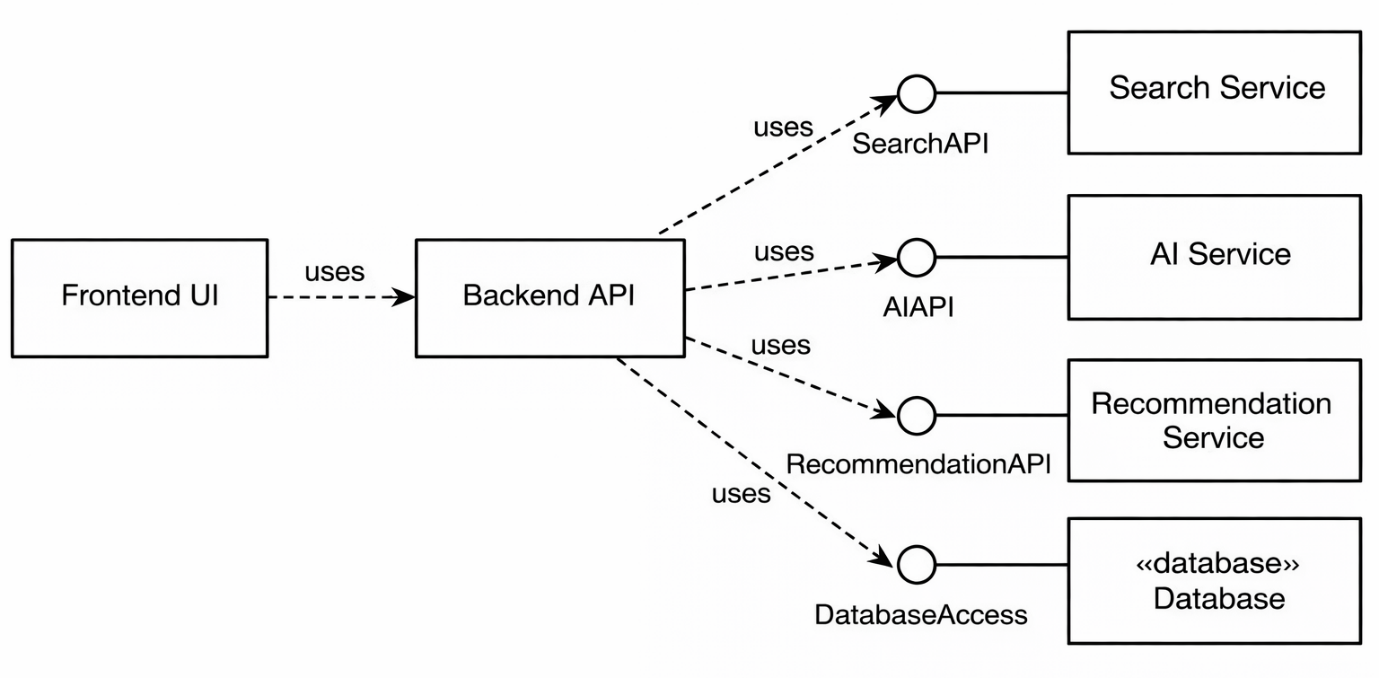 uses
SearchAPI
Search Service
uses
AIAPI
AI Service
Frontend UI
uses
Backend API
uses
RecommendationAPI
Recommendation
Service
uses
DatabaseAccess
«database»
Database